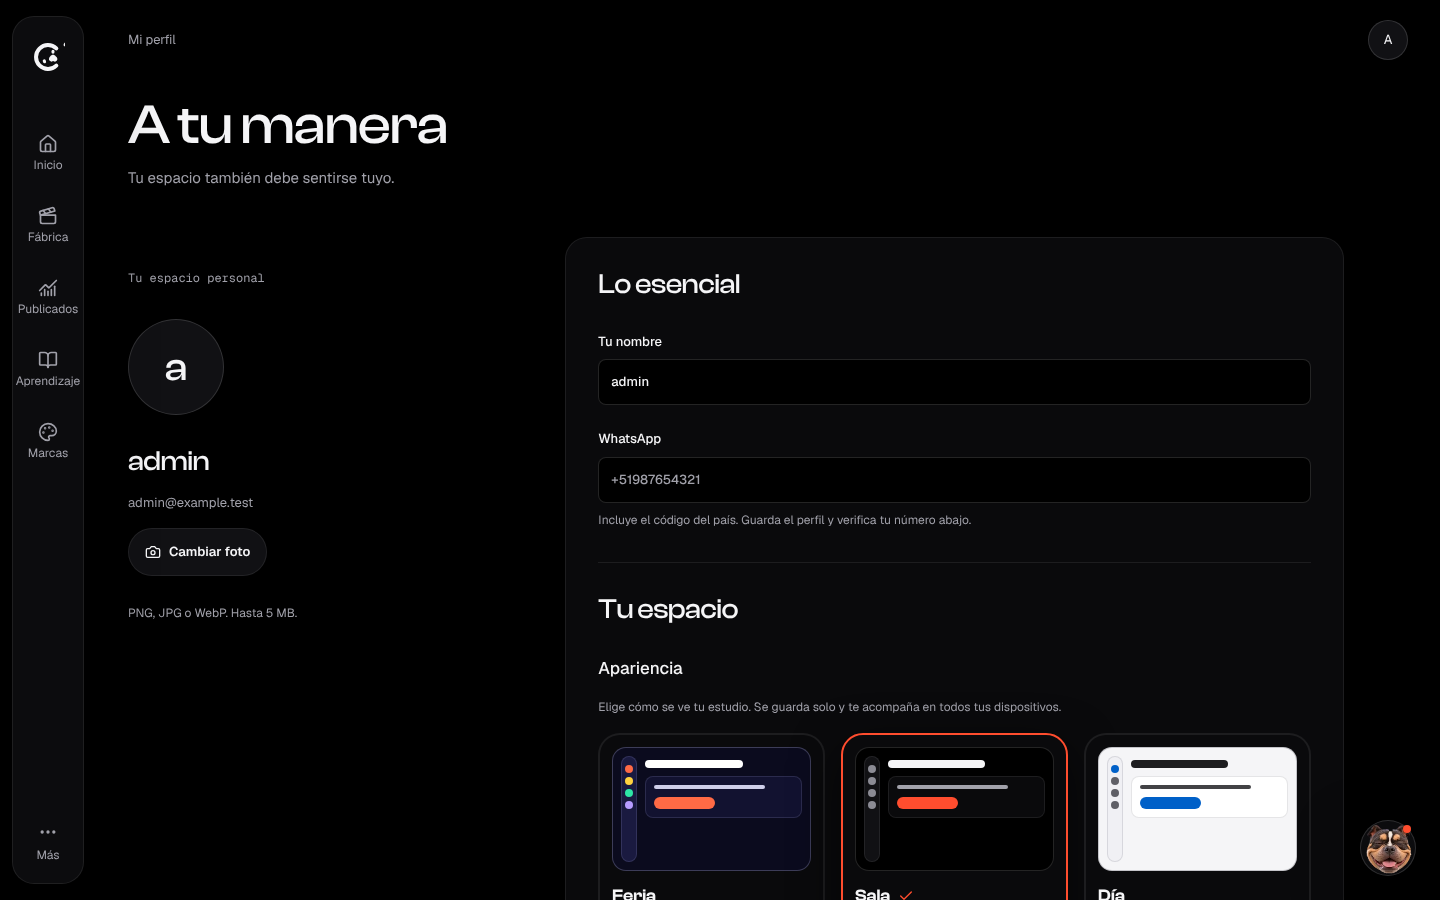 Mi perfil
A
Inicio
Fábrica
Publicados
Aprendizaje
Marcas
Más
A tu manera
Tu espacio también debe sentirse tuyo.
Tu espacio personal
a
admin
admin@example.test
Cambiar foto
PNG, JPG o WebP. Hasta 5 MB.
Lo esencial
Tu nombre
admin
WhatsApp
+51987654321
Incluye el código del país. Guarda el perfil y verifica tu número abajo.
Tu espacio
Apariencia
Elige cómo se ve tu estudio. Se guarda solo y te acompaña en todos tus dispositivos.
Feria
Sala
Día